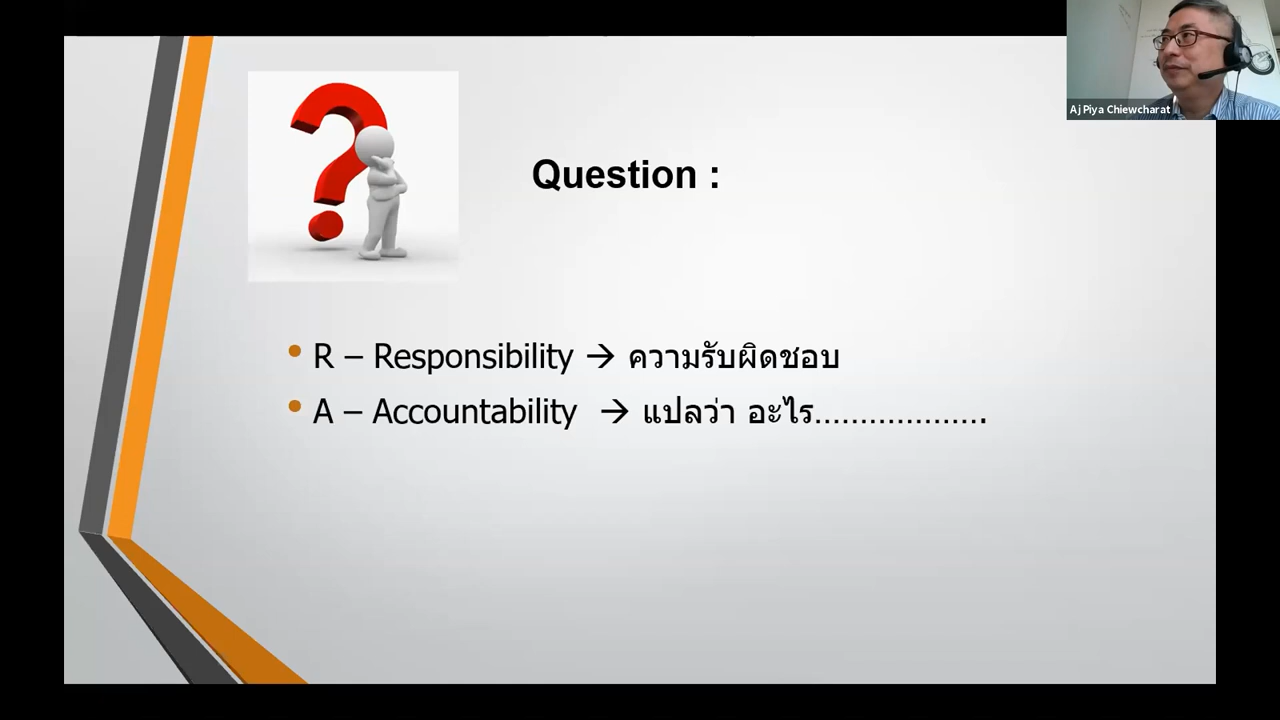 Aj Piya Chiewcharat
Question :
• R – Responsibility → ความรับผิดชอบ
• A – Accountability → แปลว่า อะไร...................